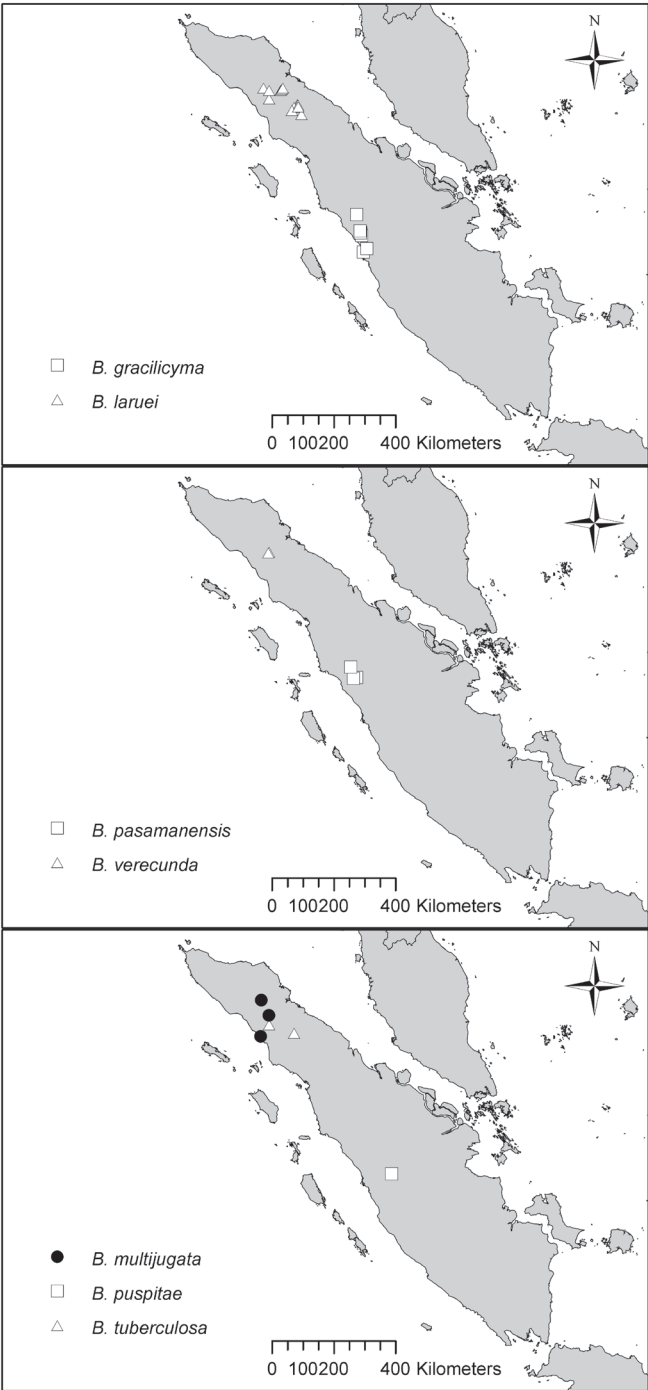 N
B. gracilicyma
B. laruei
0 100200 400 Kilometers
N
B. pasamanensis
B. verecunda
0 100200 400 Kilometers
N
B. multijugata
B. puspitae
B. tuberculosa
0 100200 400 Kilometers